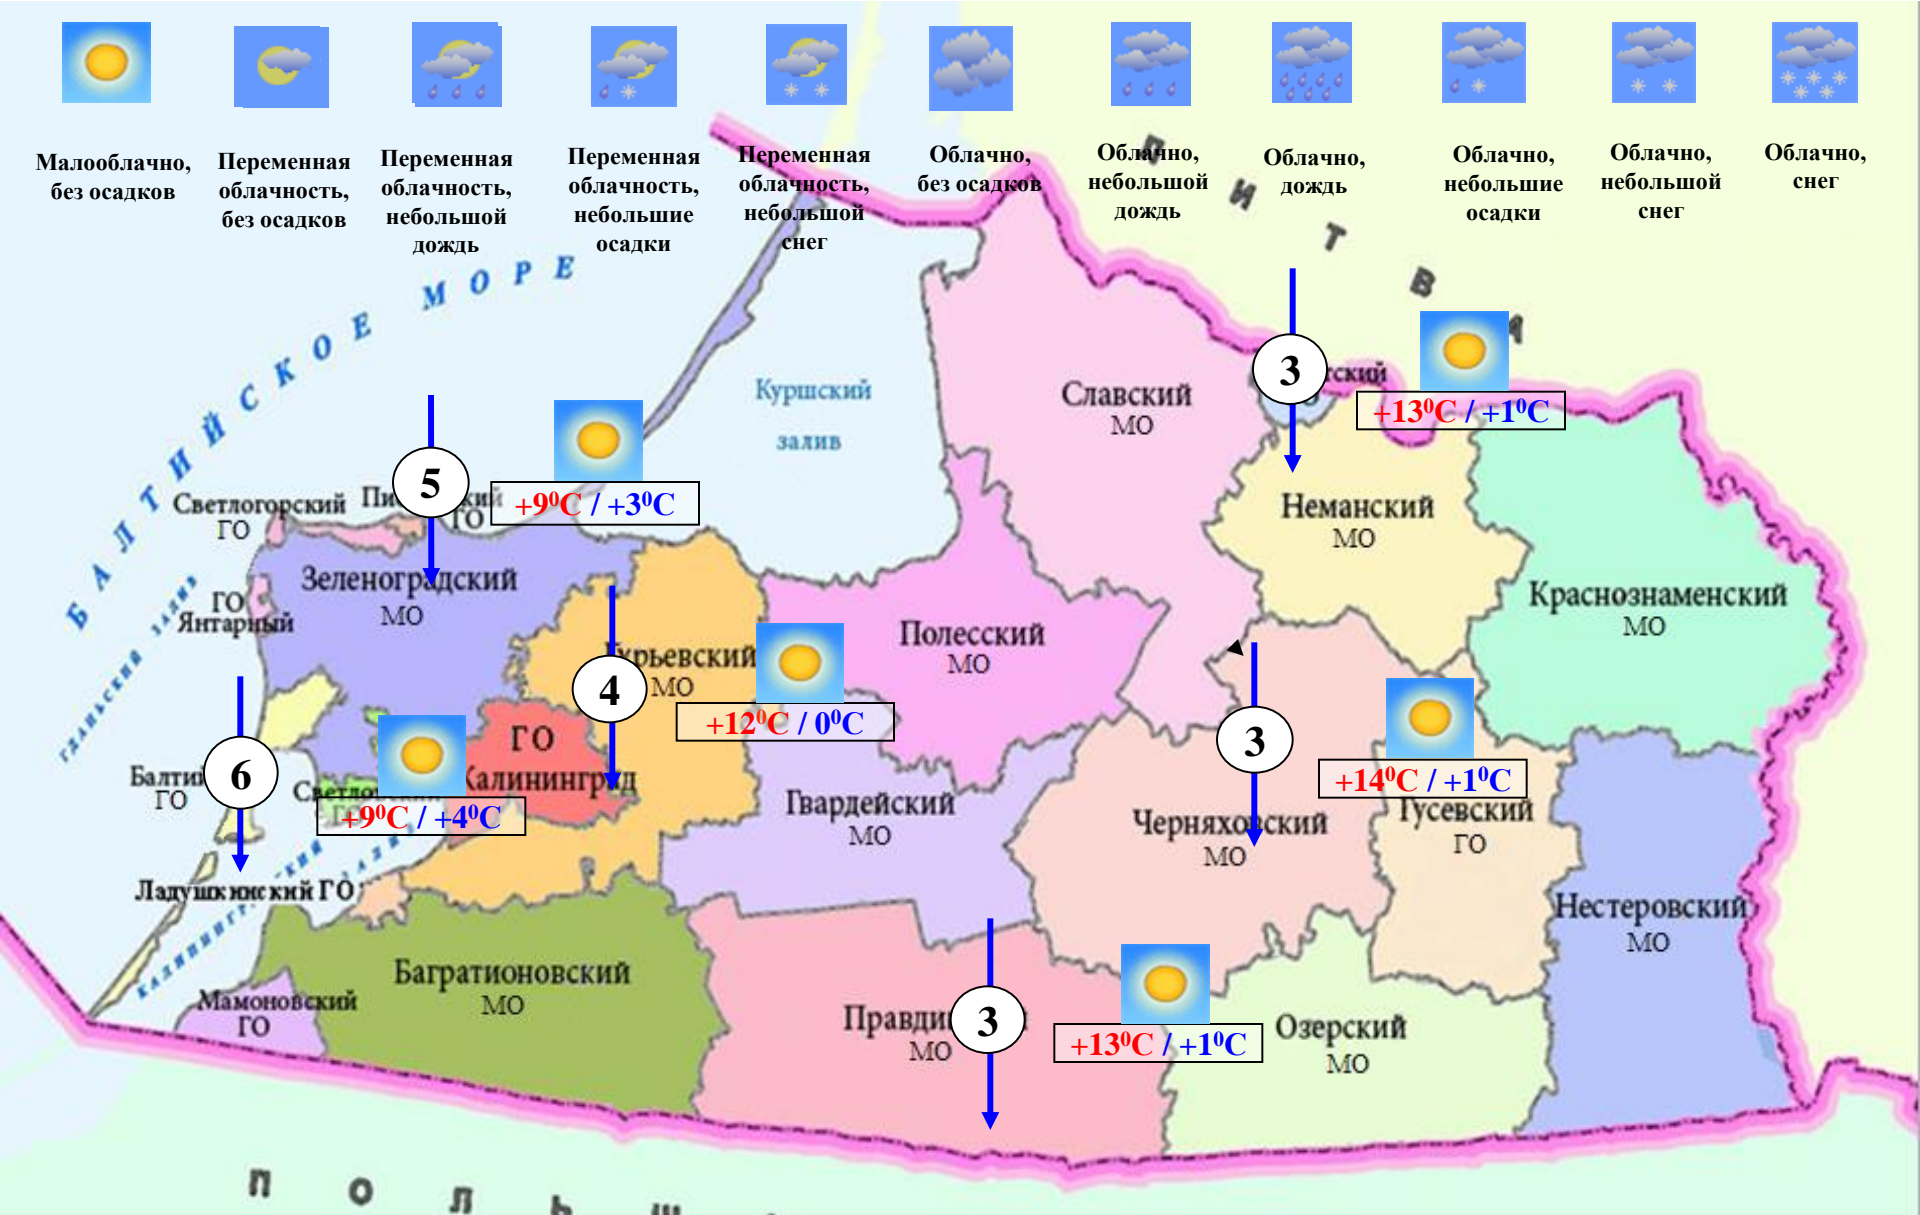 Малооблачно,
без осадков
Переменная
облачность,
без осадков
Переменная
облачность,
небольшой
дождь
Переменная
облачность,
небольшие
осадки
Переменная
облачность,
небольшой
снег
Облачно,
без осадков
Облачно,
небольшой
дождь
Облачно,
дождь
Облачно,
небольшие
осадки
Облачно,
небольшой
снег
Облачно,
снег
БАЛТИЙСКОЕ МОРЕ
ГДАНЬСКИЙ ЗАЛИВ
Куршский
залив
Славский
МО
3
+13⁰С / +1⁰С
5
+9⁰С / +3⁰С
Светлогорский
ГО
ГО
Неманский
МО
Зеленоградский
МО
ГО
Янтарный
Краснознаменский
МО
Полесский
МО
4
МО
+12⁰С / 0⁰С
ГО
Калининград
6
ГО
+9⁰С / +4⁰С
Гвардейский
МО
3
+14⁰С / +1⁰С
Черняховский
МО
Гусевский
ГО
Ладушкинский ГО
Нестеровский
МО
Багратионовский
МО
Мамоновский
ГО
МО
3
+13⁰С / +1⁰С
Озерский
МО